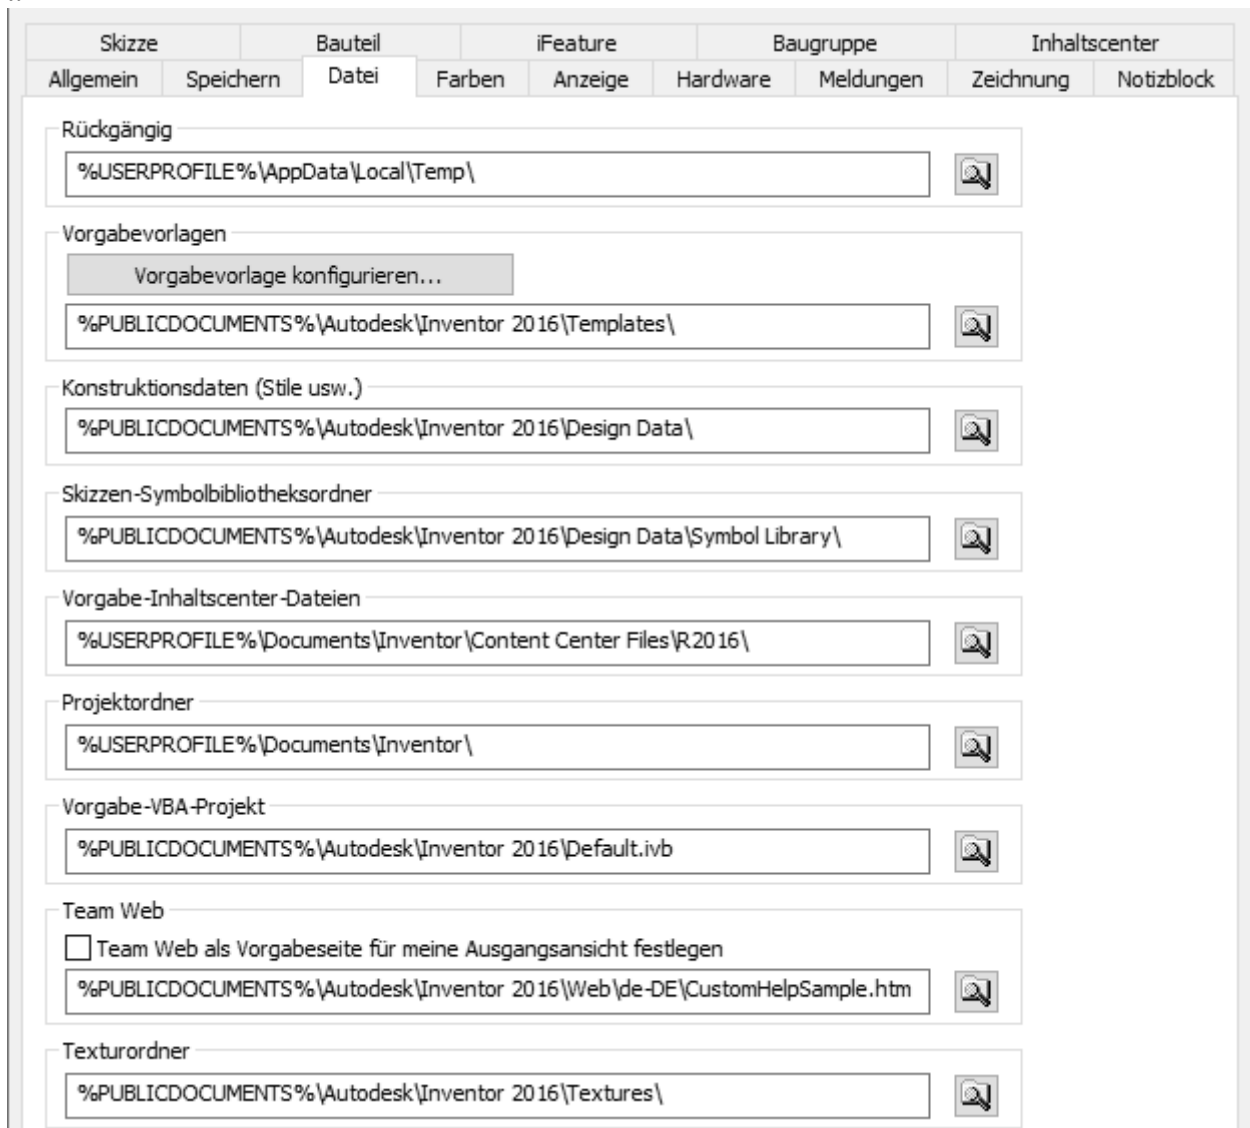 Skizze Bauteil iFeature Baugruppe Inhaltscenter
Allgemein Speichern Datei Farben Anzeige Hardware Meldungen Zeichnung Notizblock
Rückgängig
%USERPROFILE%\AppData\Local\Temp\
Vorgabevorlagen
Vorgabevorlage konfigurieren...
%PUBLICDOCUMENTS%\Autodesk\Inventor 2016\Templates\
Konstruktionsdaten (Stile usw.)
%PUBLICDOCUMENTS%\Autodesk\Inventor 2016\Design Data\
Skizzen-Symbolbibliotheksordner
%PUBLICDOCUMENTS%\Autodesk\Inventor 2016\Design Data\Symbol Library\
Vorgabe-Inhaltscenter-Dateien
%USERPROFILE%\Documents\Inventor\Content Center Files\R2016\
Projektordner
%USERPROFILE%\Documents\Inventor\
Vorgabe-VBA-Projekt
%PUBLICDOCUMENTS%\Autodesk\Inventor 2016\Default.ivb
Team Web
Team Web als Vorgabeseite für meine Ausgangsansicht festlegen
%PUBLICDOCUMENTS%\Autodesk\Inventor 2016\Web\de-DE\CustomHelpSample.htm
Texturordner
%PUBLICDOCUMENTS%\Autodesk\Inventor 2016\Textures\